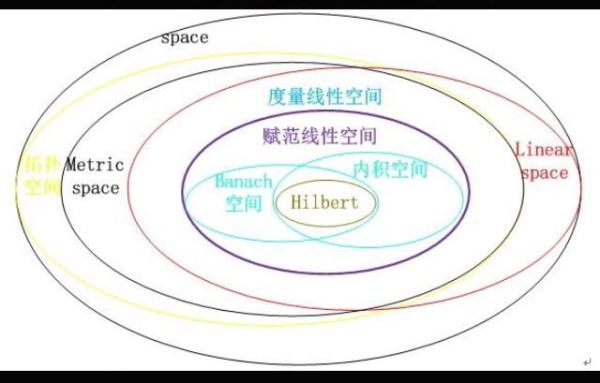 space
度量线性空间
赋范线性空间
拓扑
空间
Metric
space
Linear
space
Banach
空间
内积空间
Hilbert